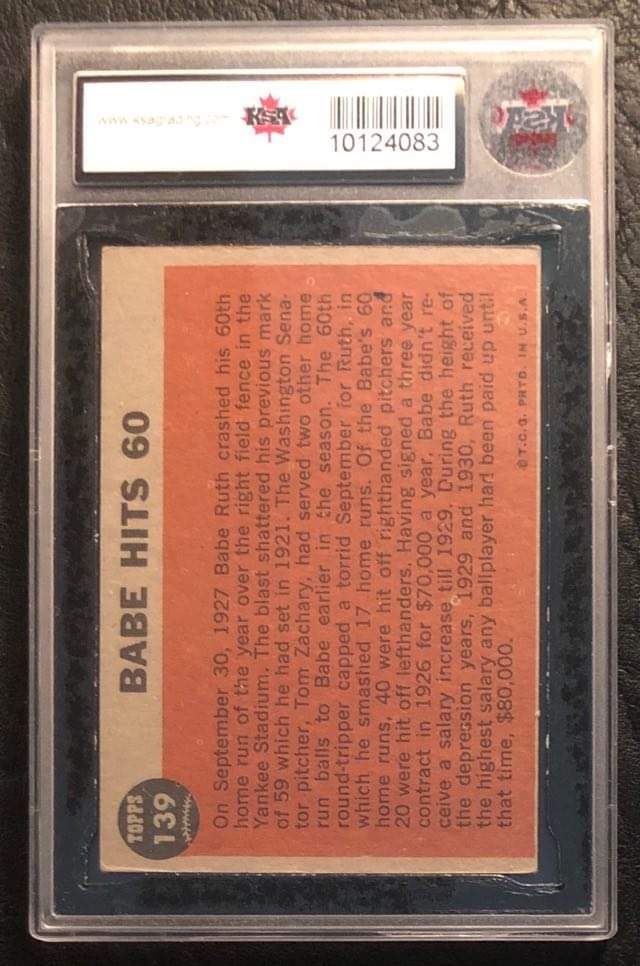 www.ksagrading.com
KSA
10124083
KSA
TOPPS
139
BABE HITS 60
On September 30, 1927 Babe Ruth crashed his 60th
home run of the year over the right field fence in the
Yankee Stadium. The blast shattered his previous mark
of 59 which he had set in 1921. The Washington Sena-
tor pitcher, Tom Zachary, had served two other home
run balls to Babe earlier in the season. The 60th
round-tripper capped a torrid September for Ruth, in
which he smashed 17 home runs. Of the Babe's 60
home runs, 40 were hit off righthanded pitchers and
20 were hit off lefthanders. Having signed a three year
contract in 1926 for $70,000 a year, Babe didn't re-
ceive a salary increase till 1929. During the height of
the depression years, 1929 and 1930, Ruth received
the highest salary any ballplayer had been paid up until
that time, $80,000.
©T.C.G. PRTD. IN U.S.A.